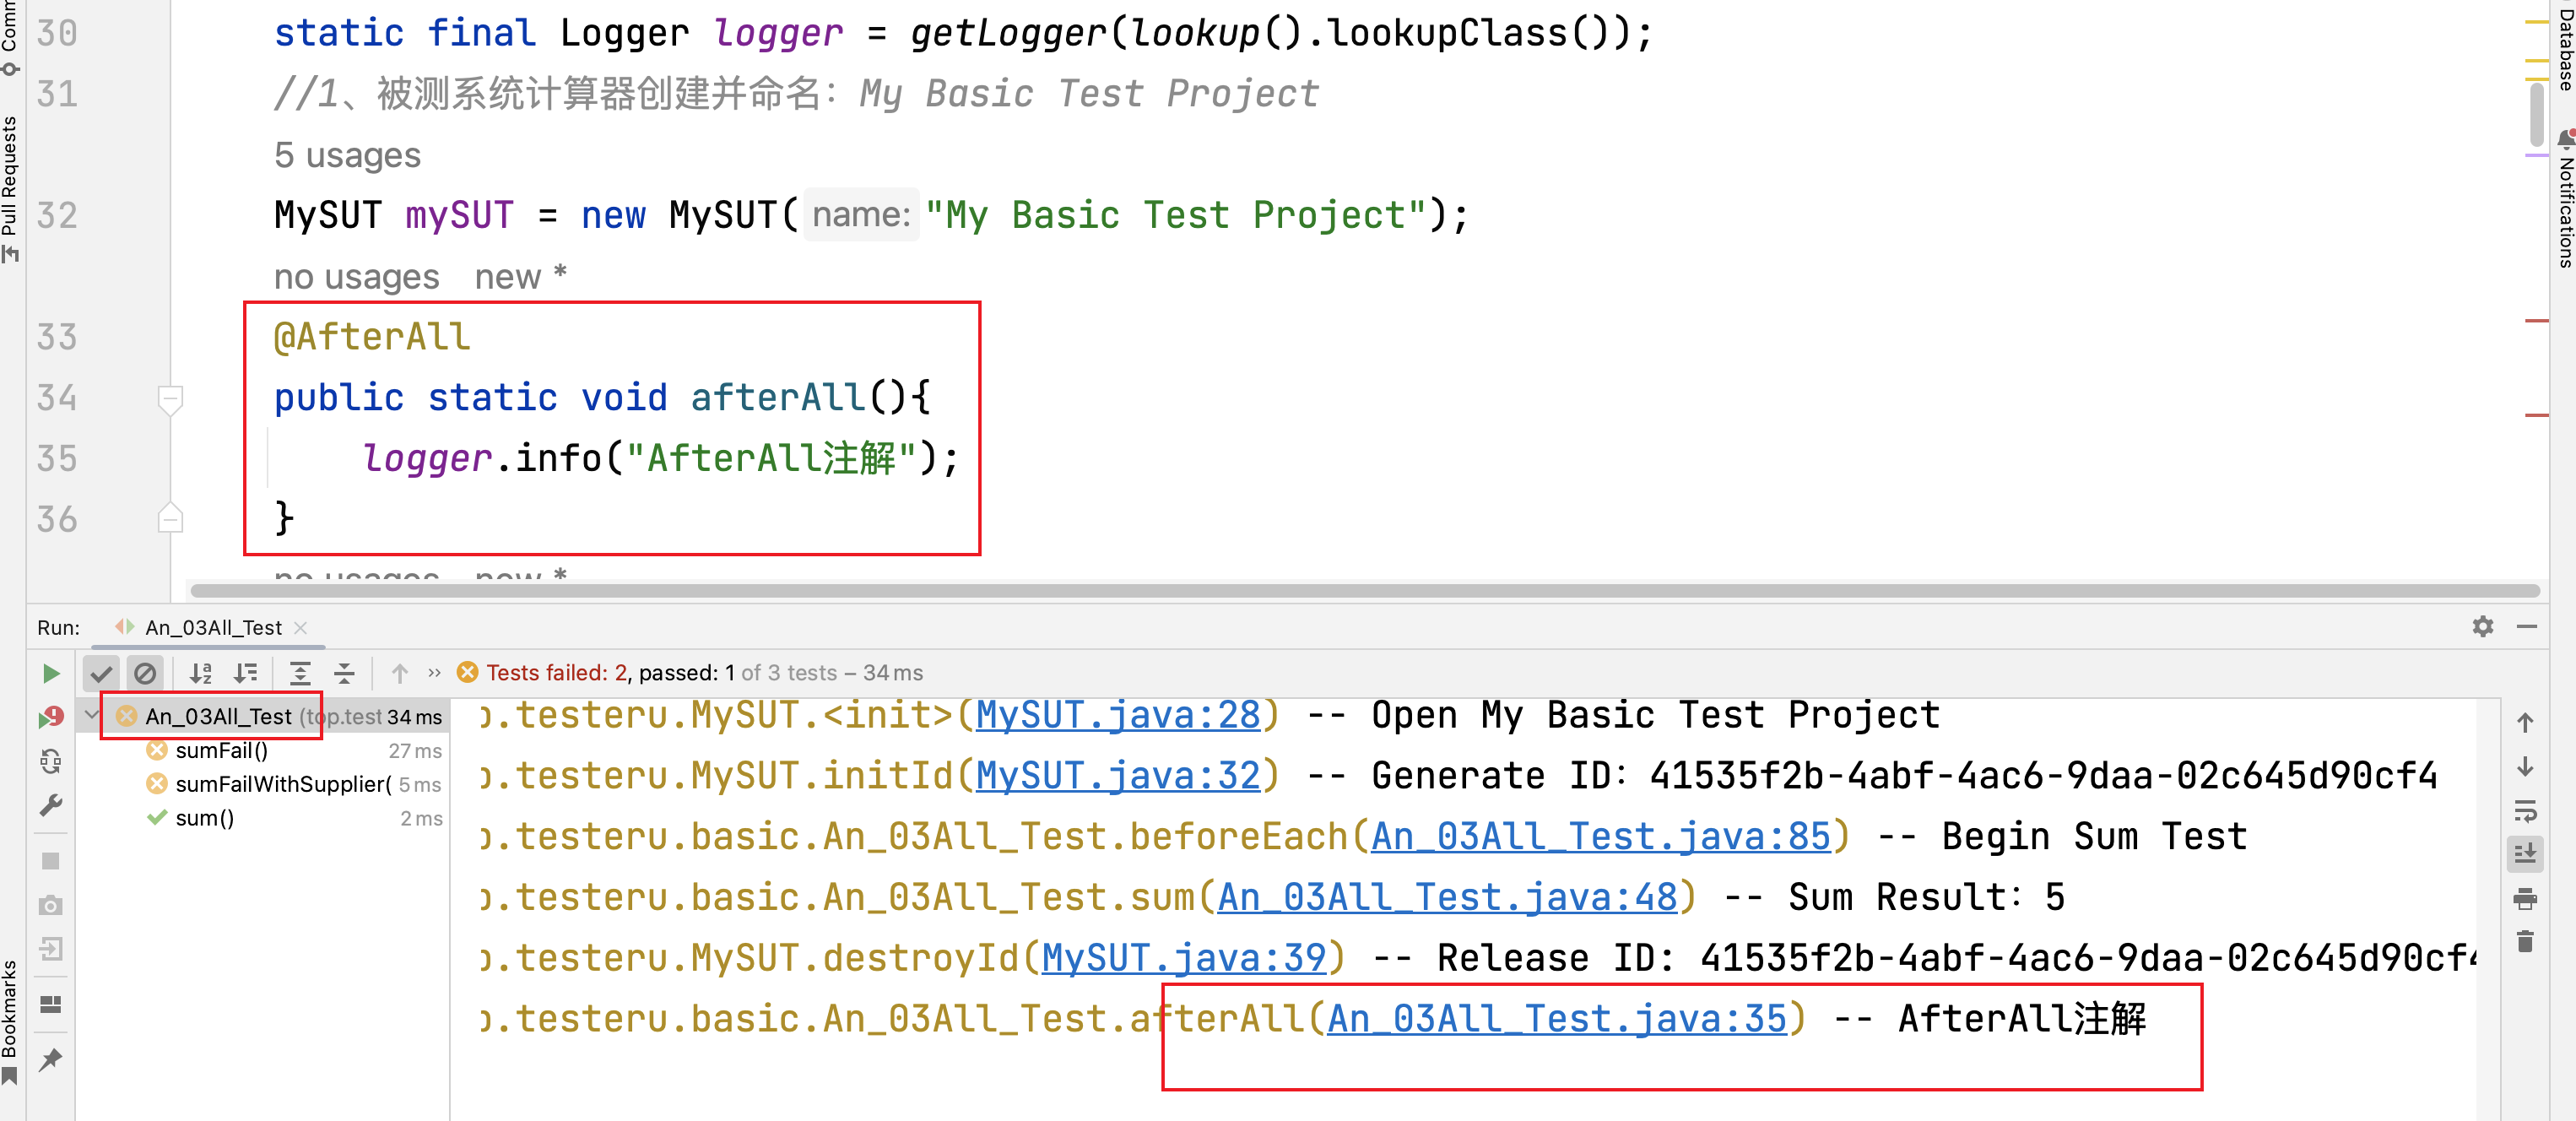 30 static final Logger logger = getLogger(lookup().lookupClass());
31 //1、被测系统计算器创建并命名：My Basic Test Project
5 usages
32 MySUT mySUT = new MySUT( name: "My Basic Test Project");
no usages new *
33 @AfterAll
34 public static void afterAll(){
35 logger.info("AfterAll注解");
36 }
no usages new *
Pull Requests
Bookmarks
Database
Notifications
Run: An_03All_Test
Tests failed: 2, passed: 1 of 3 tests – 34 ms
An_03All_Test (top.test 34 ms
sumFail() 27 ms
sumFailWithSupplier( 5 ms
sum() 2 ms
.testeru.MySUT.<init>(MySUT.java:28) -- Open My Basic Test Project
.testeru.MySUT.initId(MySUT.java:32) -- Generate ID: 41535f2b-4abf-4ac6-9daa-02c645d90cf4
.testeru.basic.An_03All_Test.beforeEach(An_03All_Test.java:85) -- Begin Sum Test
.testeru.basic.An_03All_Test.sum(An_03All_Test.java:48) -- Sum Result: 5
.testeru.MySUT.destroyId(MySUT.java:39) -- Release ID: 41535f2b-4abf-4ac6-9daa-02c645d90cf4
.testeru.basic.An_03All_Test.afterAll(An_03All_Test.java:35) -- AfterAll注解